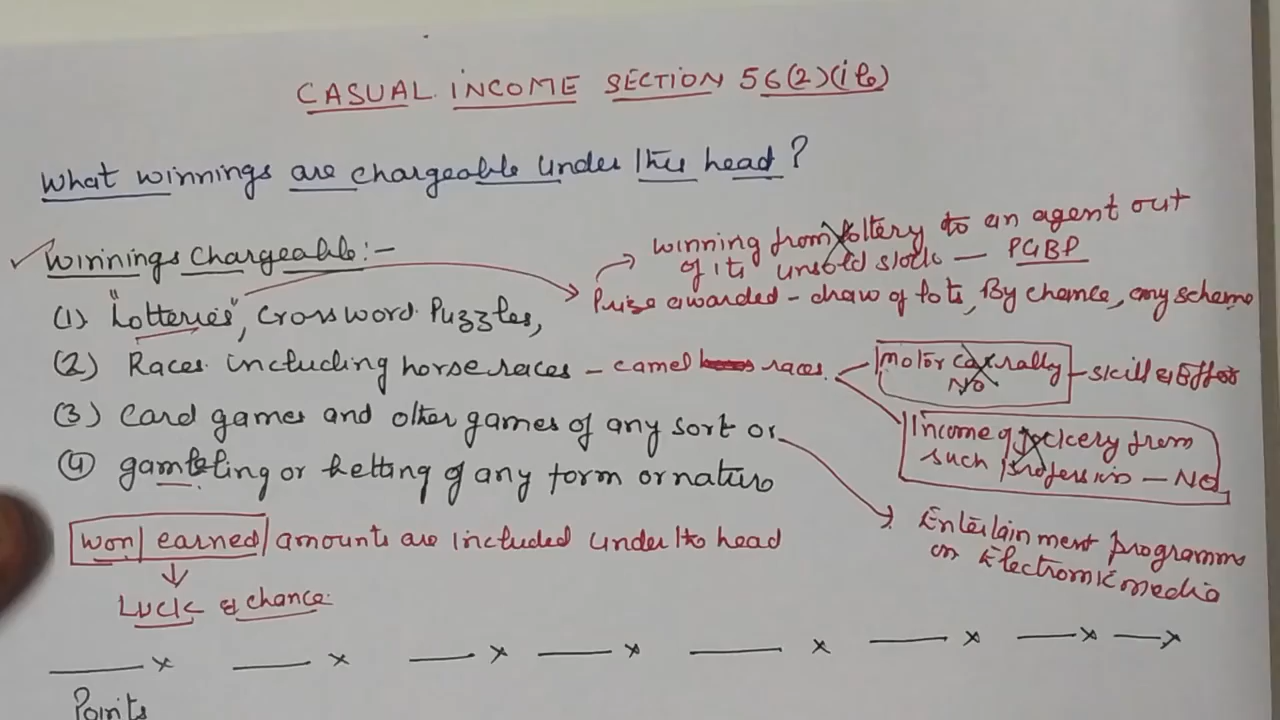 CASUAL INCOME SECTION 56(2)(ib)
What winnings are chargeable under this head?
Winnings Chargeable:-
winning from lottery to an agent out
of its unsold stock — PGBP
Prize awarded - draw of lots, By chance, any scheme
(1) "Lotteries", Crossword Puzzles,
(2) Races including horse races - camel races
Motor car rally - skill & Effort
No
(3) Card games and other games of any sort or
Income of jockery from
such profession - NO
(4) gambling or betting of any form or nature
Entertainment programm
on Electronic media
won/ earned/ amounts are included under the head
Luck & chance.
Points